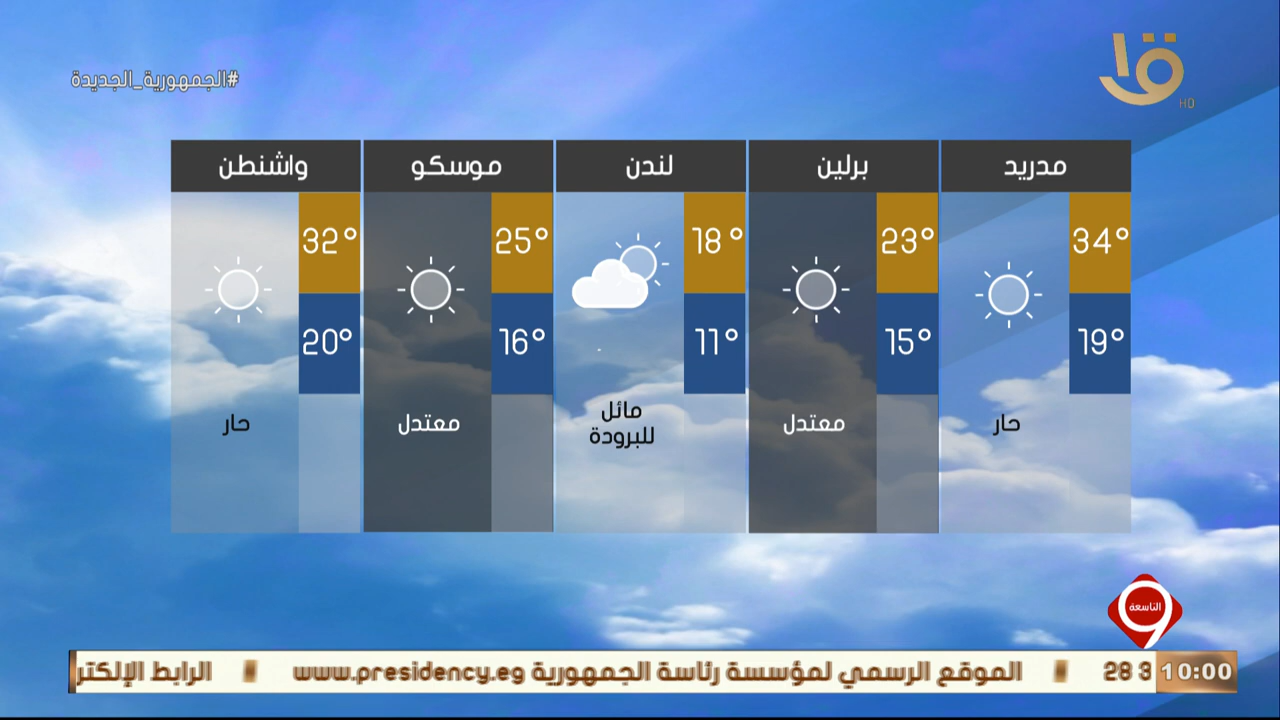 #الجمهورية_الجديدة
HD
مدريد
34°
19°
حار
برلين
23°
15°
معتدل
لندن
18°
11°
مائل
للبرودة
موسكو
25°
16°
معتدل
واشنطن
32°
20°
حار
التاسعة
9
10:00
28 3
الموقع الرسمي لمؤسسة رئاسة الجمهورية www.presidency.eg
الرابط الإلكتر